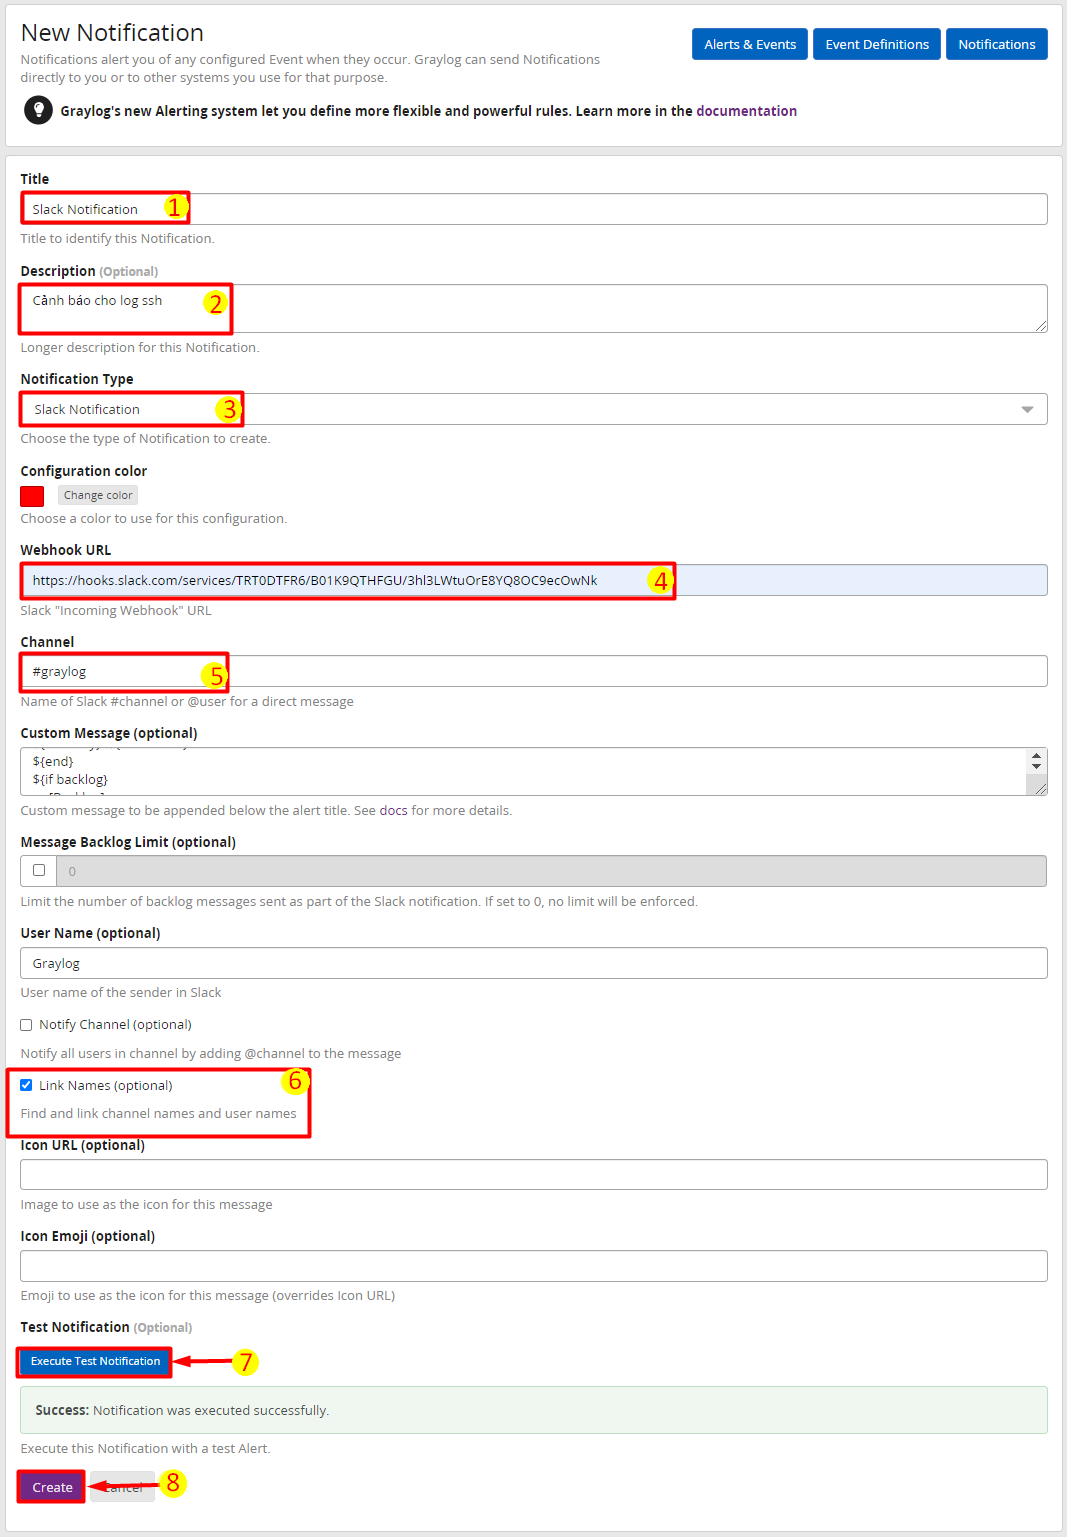 New Notification
Alerts & Events
Event Definitions
Notifications
Notifications alert you of any configured Event when they occur. Graylog can send Notifications
directly to you or to other systems you use for that purpose.
Graylog's new Alerting system let you define more flexible and powerful rules. Learn more in the documentation
Title
Slack Notification
1
Title to identify this Notification.
Description (Optional)
Cảnh báo cho log ssh
2
Longer description for this Notification.
Notification Type
Slack Notification
3
Choose the type of Notification to create.
Configuration color
Change color
Choose a color to use for this configuration.
Webhook URL
https://hooks.slack.com/services/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
4
Slack "Incoming Webhook" URL
Channel
#graylog
5
Name of Slack #channel or @user for a direct message
Custom Message (optional)
${end}
${if backlog}
Custom message to be appended below the alert title. See docs for more details.
Message Backlog Limit (optional)
0
Limit the number of backlog messages sent as part of the Slack notification. If set to 0, no limit will be enforced.
User Name (optional)
Graylog
User name of the sender in Slack
Notify Channel (optional)
Notify all users in channel by adding @channel to the message
Link Names (optional)
6
Find and link channel names and user names
Icon URL (optional)
Image to use as the icon for this message
Icon Emoji (optional)
Emoji to use as the icon for this message (overrides Icon URL)
Test Notification (Optional)
Execute Test Notification
7
Success: Notification was executed successfully.
Execute this Notification with a test Alert.
Create
Cancel
8